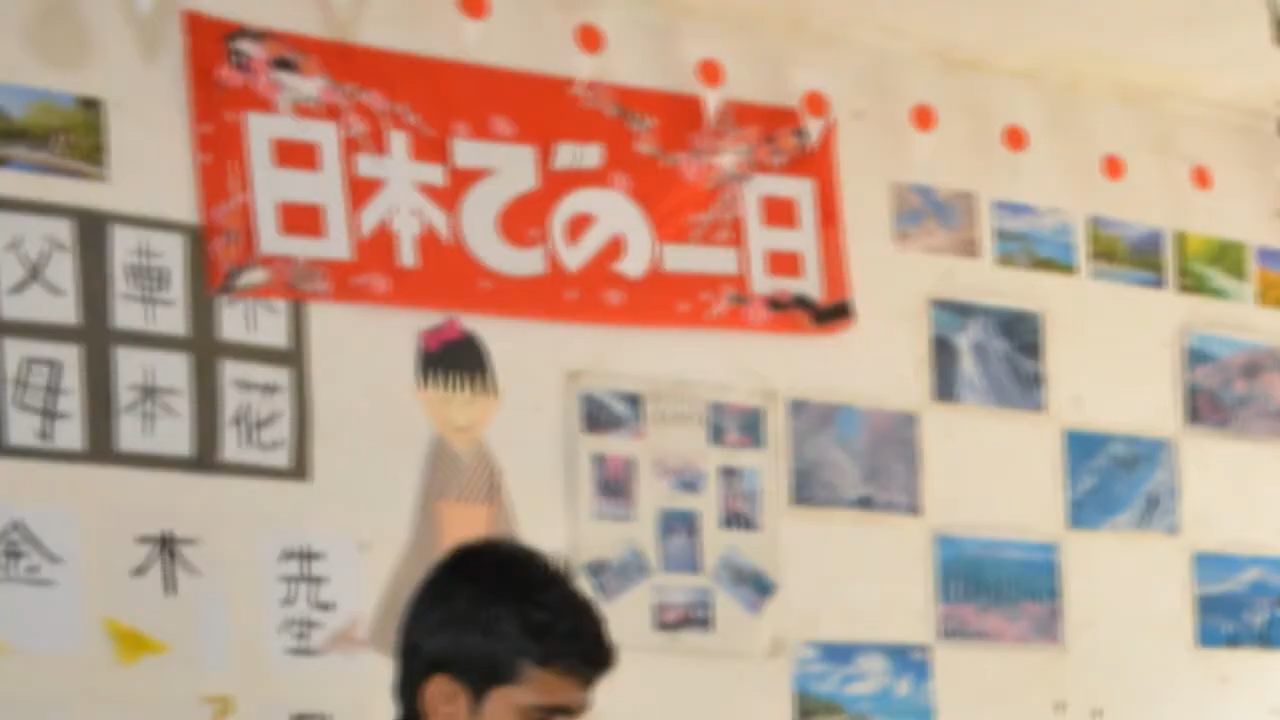 日本での一日
父 車
母 本 花
金 木 先生